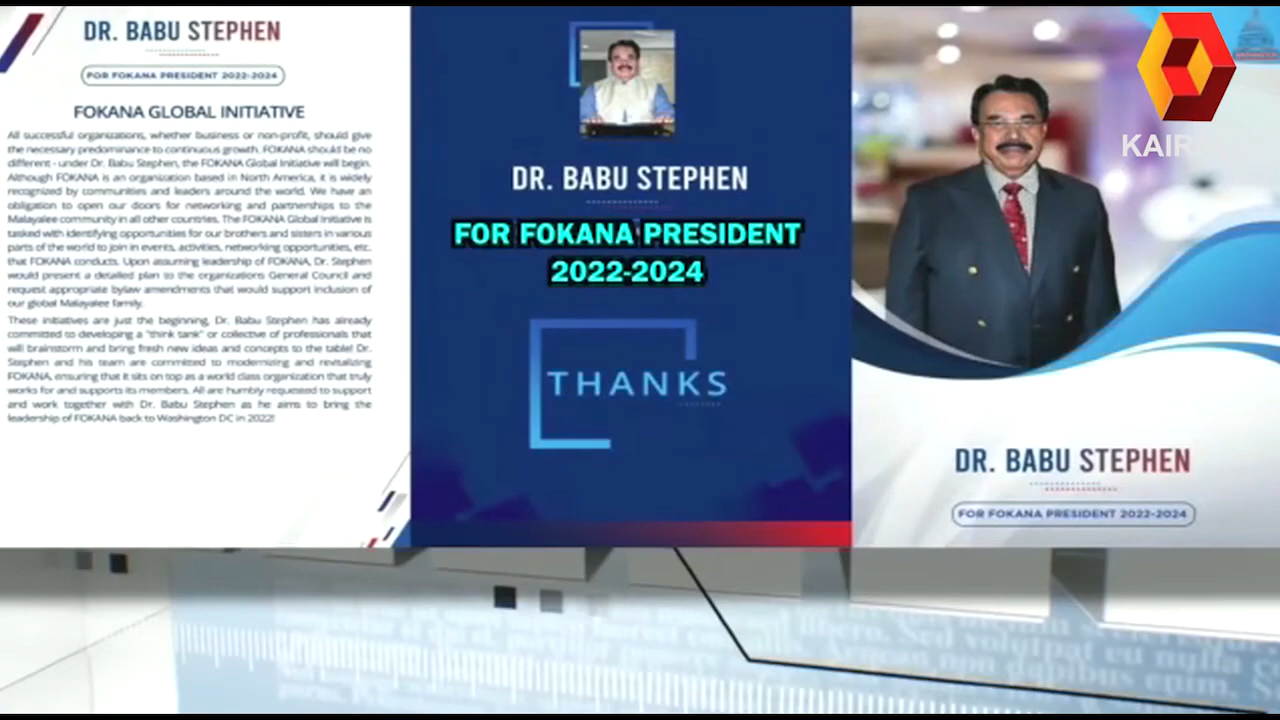 DR. BABU STEPHEN
FOR FOKANA PRESIDENT 2022-2024
FOKANA GLOBAL INITIATIVE
All successful organizations, whether business or non-profit, should give
the necessary predominance to continuous growth. FOKANA should be no
different - under Dr. Babu Stephen, the FOKANA Global Initiative will begin.
Although FOKANA is an organization based in North America, it is widely
recognized by communities and leaders around the world. We have an
obligation to open our doors for networking and partnerships to the
Malayalee community in all other countries. The FOKANA Global Initiative is
tasked with identifying opportunities for our brothers and sisters in various
parts of the world to join in events, activities, networking opportunities, etc.
that FOKANA conducts. Upon assuming leadership of FOKANA, Dr. Stephen
would present a detailed plan to the organizations General Council and
request appropriate bylaw amendments that would support inclusion of
our global Malayalee family.
These initiatives are just the beginning, Dr. Babu Stephen has already
committed to developing a "think tank" or collective of professionals that
will brainstorm and bring fresh new ideas and concepts to the table! Dr.
Stephen and his team are committed to modernizing and revitalizing
FOKANA, ensuring that it sits on top as a world class organization that truly
works for and supports its members. All are humbly requested to support
and work together with Dr. Babu Stephen as he aims to bring the
leadership of FOKANA back to Washington DC in 2022!
DR. BABU STEPHEN
FOR FOKANA PRESIDENT
2022-2024
THANKS
KAIR
DR. BABU STEPHEN
FOR FOKANA PRESIDENT 2022-2024
libero. Sed volutpat eu nulla
non dapibus enim. S